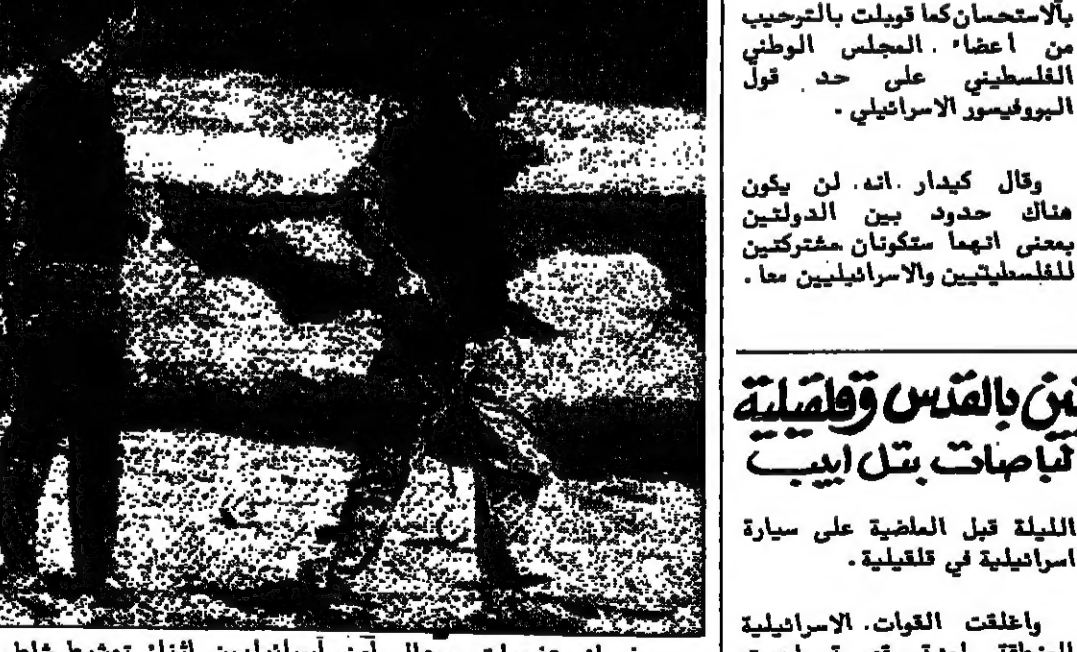 بالاستحسان كما قوبلت بالترحيب
من أعضاء . المجلس الوطني
الفلسطيني على حد قول
البروفيسور الاسرائيلي -
وقال كيدار . انه . لن يكون
هناك حدود بين الدولتين
بمعنى انهما ستكونان مشتركتين
للفلسطيتيين والاسرائيليين معا .
بالقدس وقلقيلية
باصات بتل ابيب
الليلة قبل الماضية على سيارة
اسرائيلية في قلقيلية .
واغلقت القوات . الاسرائيلية